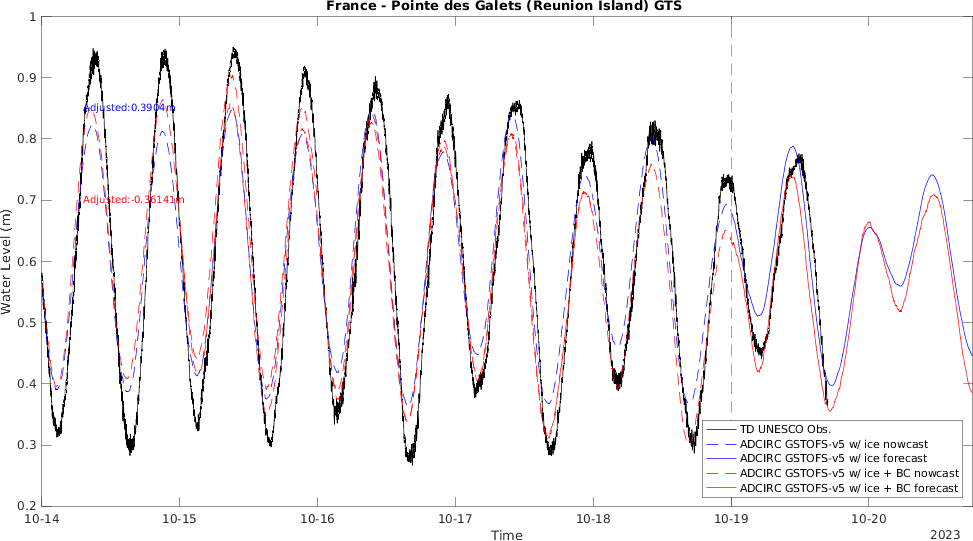 France - Pointe des Galets (Reunion Island) GTS
1
0.9
0.8
0.7
0.6
0.5
0.4
0.3
0.2
Water Level (m)
Adjusted:0.3904m
Adjusted:-0.36141m
TD UNESCO Obs.
ADCIRC GSTOFS-v5 w/ ice nowcast
ADCIRC GSTOFS-v5 w/ ice forecast
ADCIRC GSTOFS-v5 w/ ice + BC nowcast
ADCIRC GSTOFS-v5 w/ ice + BC forecast
10-14 10-15 10-16 10-17 10-18 10-19 10-20
Time
2023